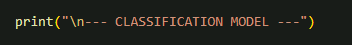 print("\n--- CLASSIFICATION MODEL ---")